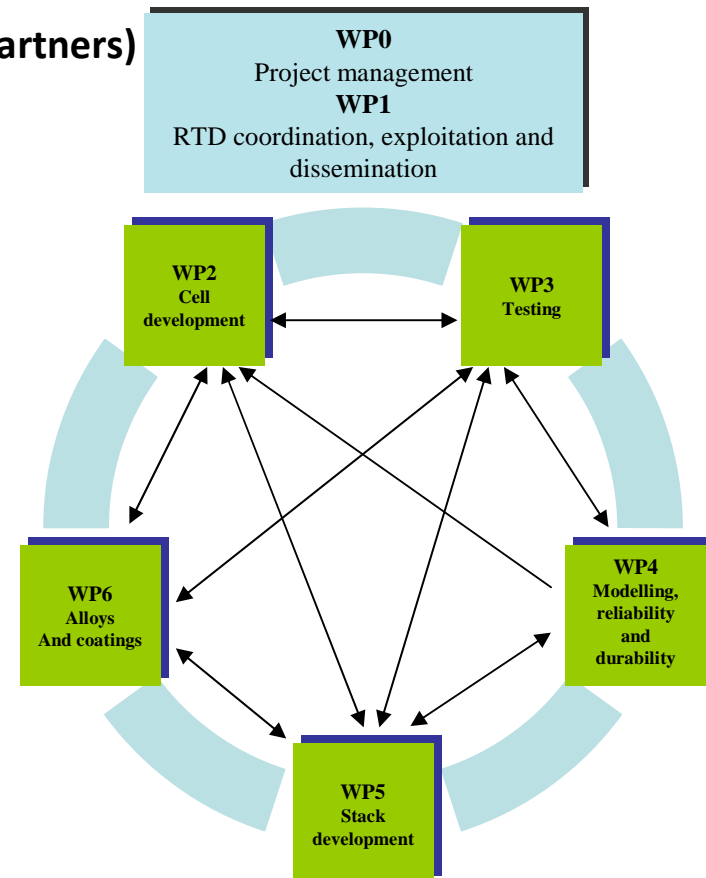 artners)
WP0
Project management
WP1
RTD coordination, exploitation and
dissemination
WP2
Cell
development
WP3
Testing
WP6
Alloys
And coatings
WP4
Modelling,
reliability
and
durability
WP5
Stack
development